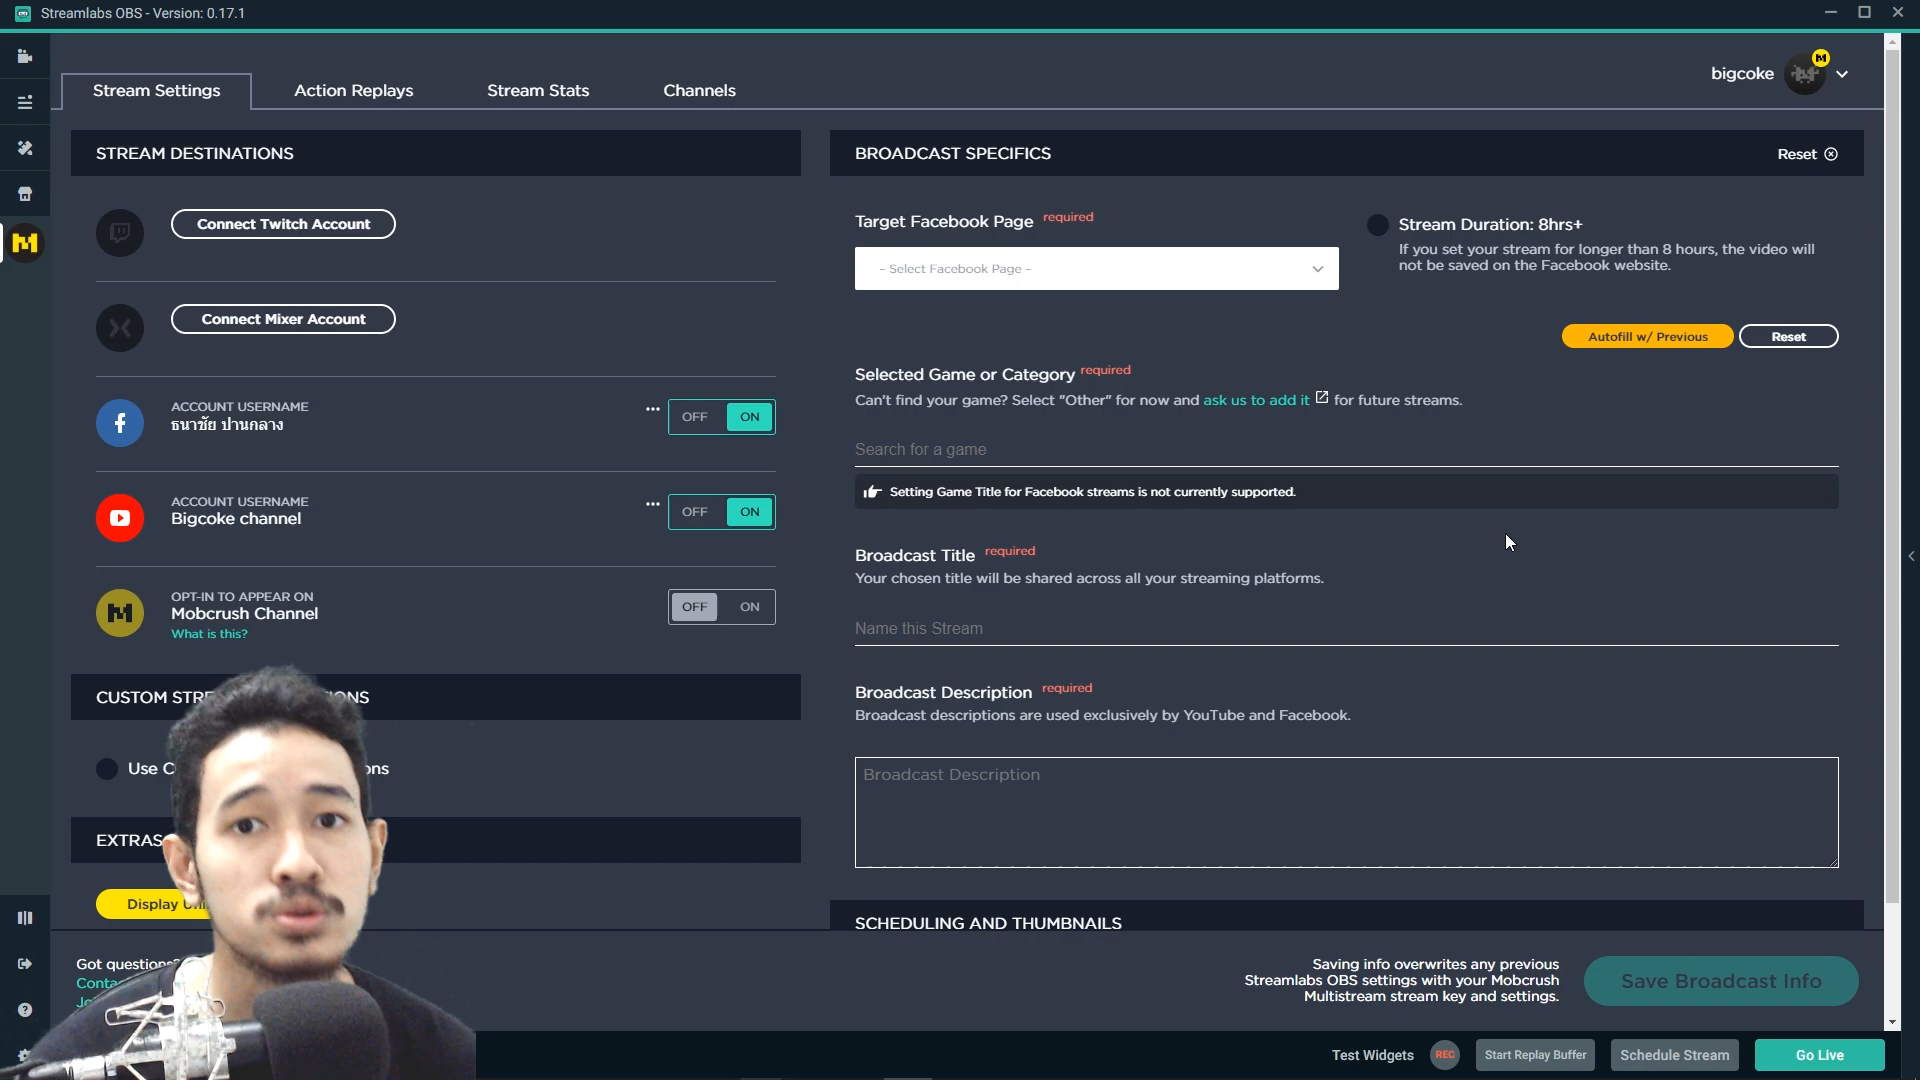 Streamlabs OBS - Version: 0.17.1
Stream Settings
Action Replays
Stream Stats
Channels
bigcoke
STREAM DESTINATIONS
Connect Twitch Account
Connect Mixer Account
ACCOUNT USERNAME
ธนาชัย ปานกลาง
OFF
ON
ACCOUNT USERNAME
Bigcoke channel
OFF
ON
OPT-IN TO APPEAR ON
Mobcrush Channel
What is this?
OFF
ON
CUSTOM
Use
EXTRAS
Display
Got questions?
BROADCAST SPECIFICS
Reset
Target Facebook Page required
- Select Facebook Page -
Stream Duration: 8hrs+
If you set your stream for longer than 8 hours, the video will
not be saved on the Facebook website.
Autofill w/ Previous
Reset
Selected Game or Category required
Can't find your game? Select "Other" for now and ask us to add it for future streams.
Search for a game
Setting Game Title for Facebook streams is not currently supported.
Broadcast Title required
Your chosen title will be shared across all your streaming platforms.
Name this Stream
Broadcast Description required
Broadcast descriptions are used exclusively by YouTube and Facebook.
Broadcast Description
SCHEDULING AND THUMBNAILS
Saving info overwrites any previous
Streamlabs OBS settings with your Mobcrush
Multistream stream key and settings.
Save Broadcast Info
Test Widgets
REC
Start Replay Buffer
Schedule Stream
Go Live